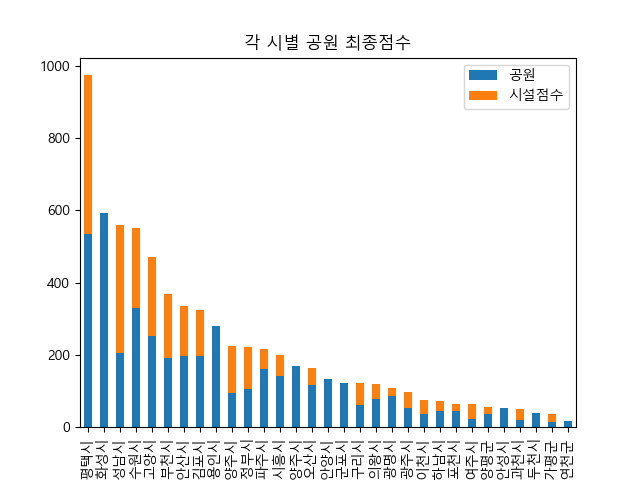 각 시별 공원 최종점수
공원
시설점수
1000
800
600
400
200
0
평택시
화성시
성남시
수원시
고양시
부천시
안산시
김포시
용인시
양주시
정부시
파주시
시흥시
양주시
오산시
안양시
군포시
구리시
의왕시
광명시
광주시
이천시
하남시
포천시
여주시
양평군
안성시
과천시
두천시
가평군
연천군